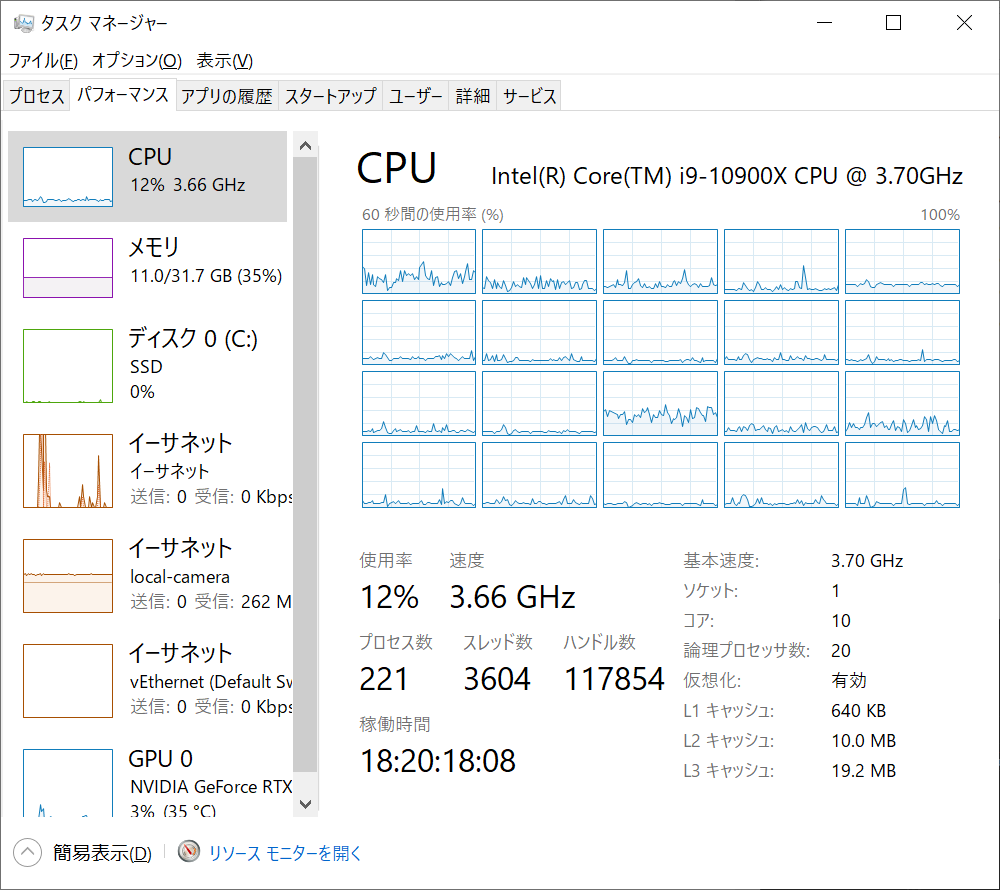 タスク マネージャー
ファイル(F) オプション(O) 表示(V)
プロセス パフォーマンス アプリの履歴 スタートアップ ユーザー 詳細 サービス
CPU
12% 3.66 GHz
メモリ
11.0/31.7 GB (35%)
ディスク 0 (C:)
SSD
0%
イーサネット
イーサネット
送信: 0 受信: 0 Kbps
イーサネット
local-camera
送信: 0 受信: 262 M
イーサネット
vEthernet (Default Sw
送信: 0 受信: 0 Kbps
GPU 0
NVIDIA GeForce RTX
3% (35 °C)
CPU Intel(R) Core(TM) i9-10900X CPU @ 3.70GHz
60 秒間の使用率 (%) 100%
使用率 速度
12% 3.66 GHz
プロセス数 スレッド数 ハンドル数
221 3604 117854
稼働時間
18:20:18:08
基本速度: 3.70 GHz
ソケット: 1
コア: 10
論理プロセッサ数: 20
仮想化: 有効
L1 キャッシュ: 640 KB
L2 キャッシュ: 10.0 MB
L3 キャッシュ: 19.2 MB
簡易表示(D) リソース モニターを開く